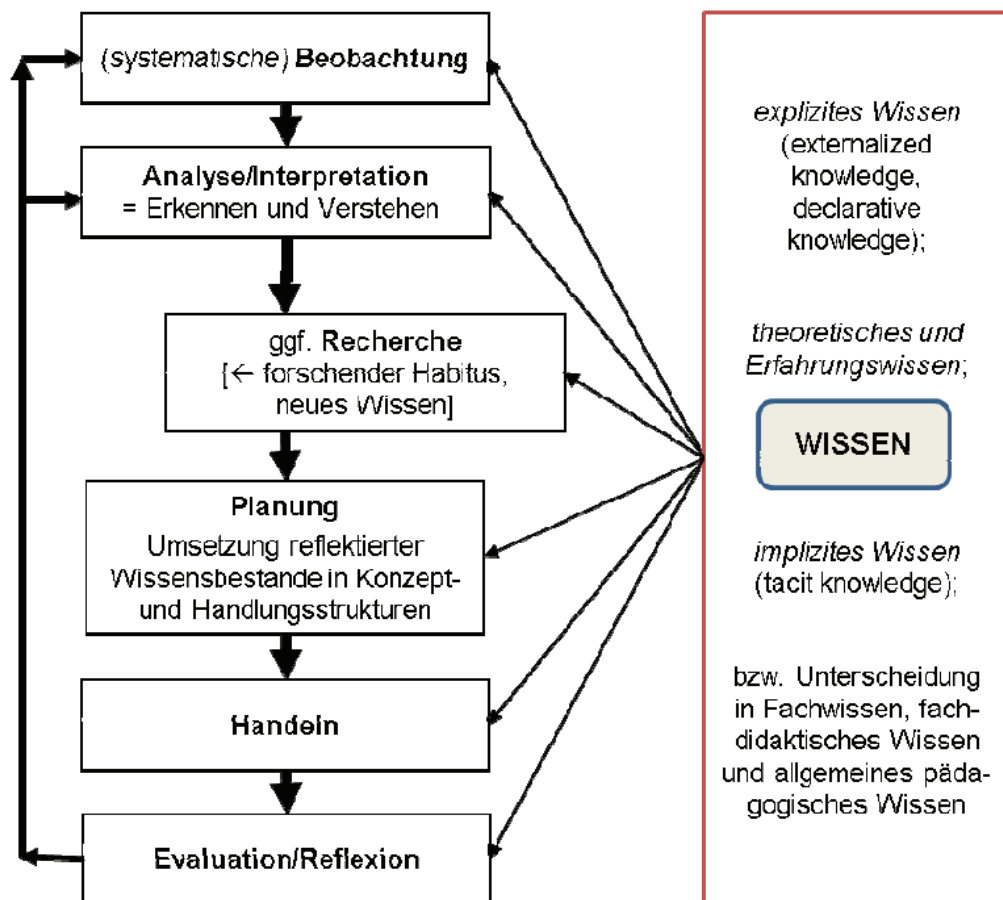 (systematische) Beobachtung
Analyse/Interpretation
= Erkennen und Verstehen
ggf. Recherche
[← forschender Habitus,
neues Wissen]
Planung
Umsetzung reflektierter
Wissensbestande in Konzept-
und Handlungsstrukturen
Handeln
Evaluation/Reflexion
explizites Wissen
(externalized
knowledge,
declarative
knowledge);
theoretisches und
Erfahrungswissen;
WISSEN
implizites Wissen
(tacit knowledge);
bzw. Unterscheidung
in Fachwissen, fach-
didaktisches Wissen
und allgemeines päda-
gogisches Wissen